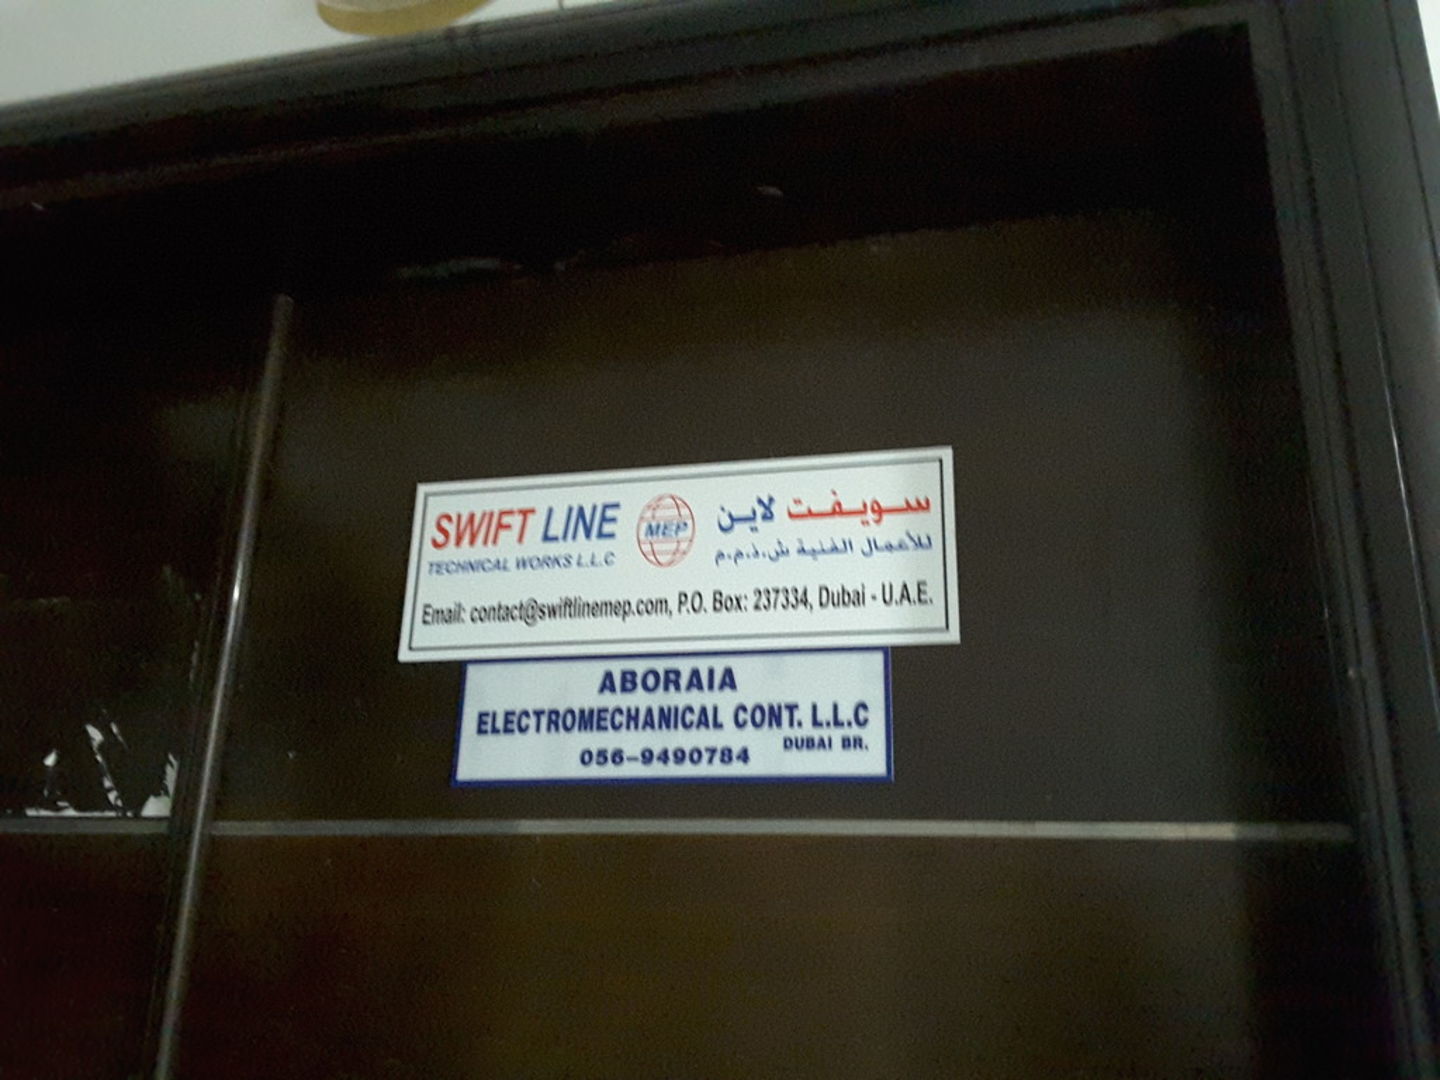 SWIFT LINE MEP سويفت لاين
TECHNICAL WORKS L.L.C للأعمال الفنية ش.ذ.م.م
Email: contact@swiftlinemep.com, P.O. Box: 237334, Dubai - U.A.E.
ABORAIA
ELECTROMECHANICAL CONT. L.L.C
DUBAI BR.
056-9490784